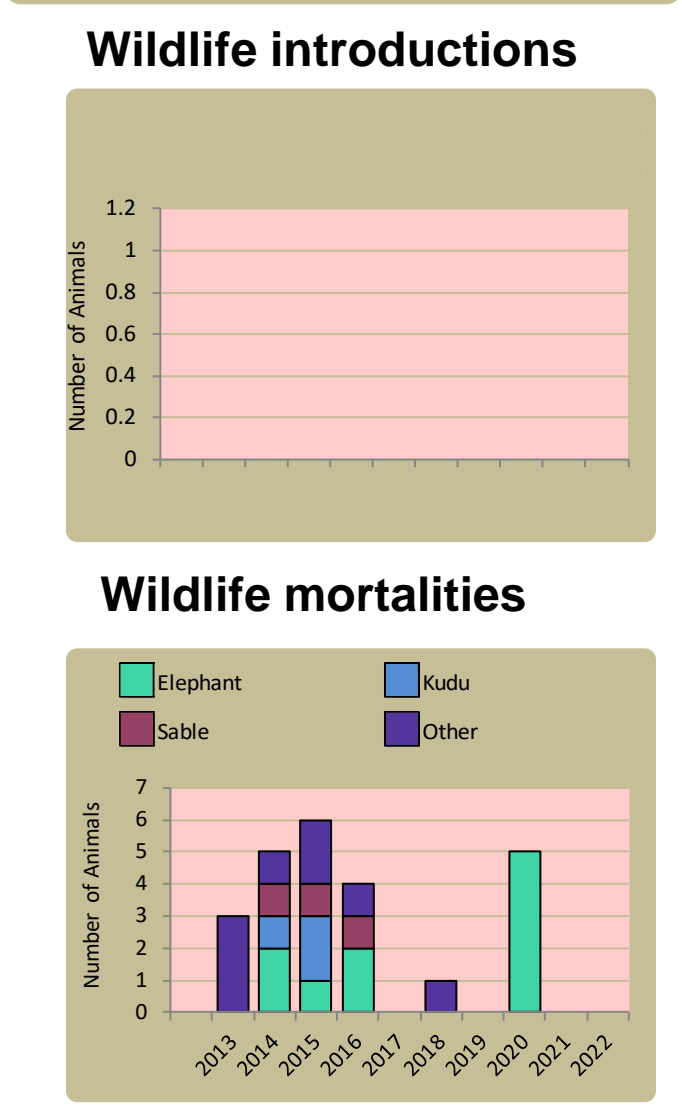 Wildlife introductions
Number of Animals
1.2
1
0.8
0.6
0.4
0.2
0
Wildlife mortalities
Elephant
Kudu
Sable
Other
Number of Animals
7
6
5
4
3
2
1
0
2013 2014 2015 2016 2017 2018 2019 2020 2021 2022